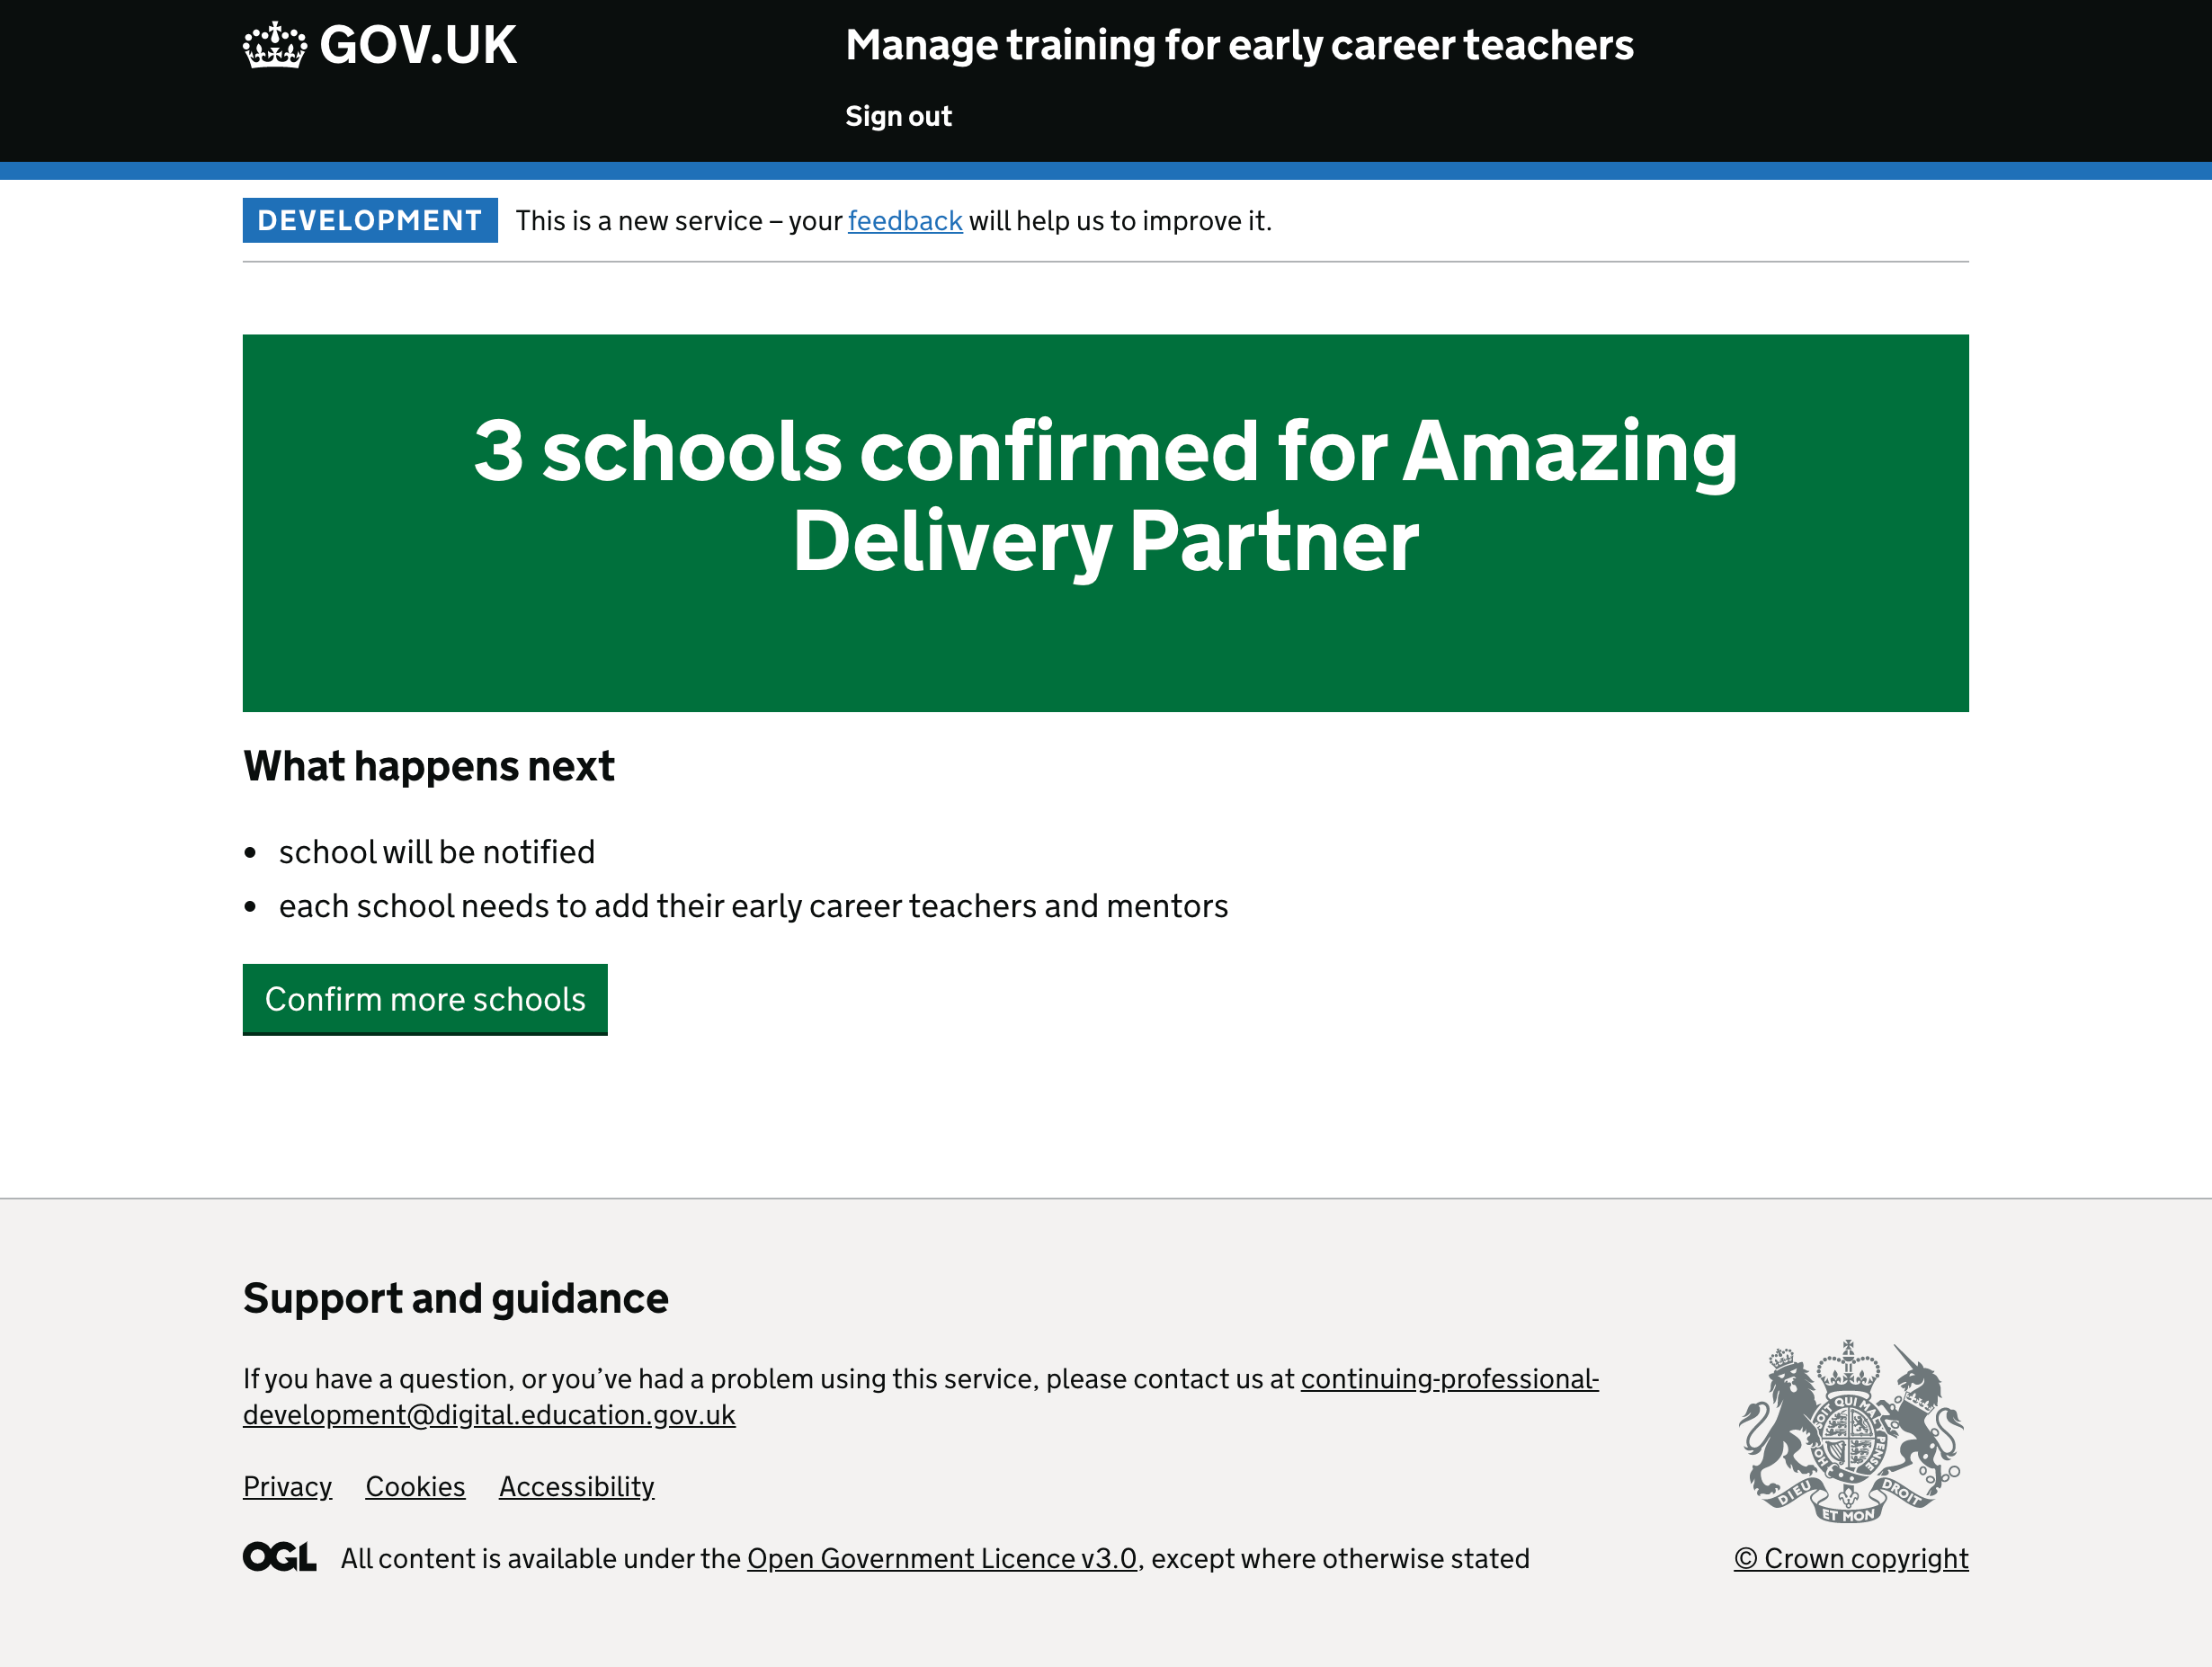 GOV.UK
Manage training for early career teachers
Sign out
DEVELOPMENT This is a new service – your feedback will help us to improve it.
3 schools confirmed for Amazing
Delivery Partner
What happens next
• school will be notified
• each school needs to add their early career teachers and mentors
Confirm more schools
Support and guidance
If you have a question, or you’ve had a problem using this service, please contact us at continuing-professional-
development@digital.education.gov.uk
Privacy Cookies Accessibility
OGL All content is available under the Open Government Licence v3.0, except where otherwise stated
DIEU ET MON DROIT
© Crown copyright